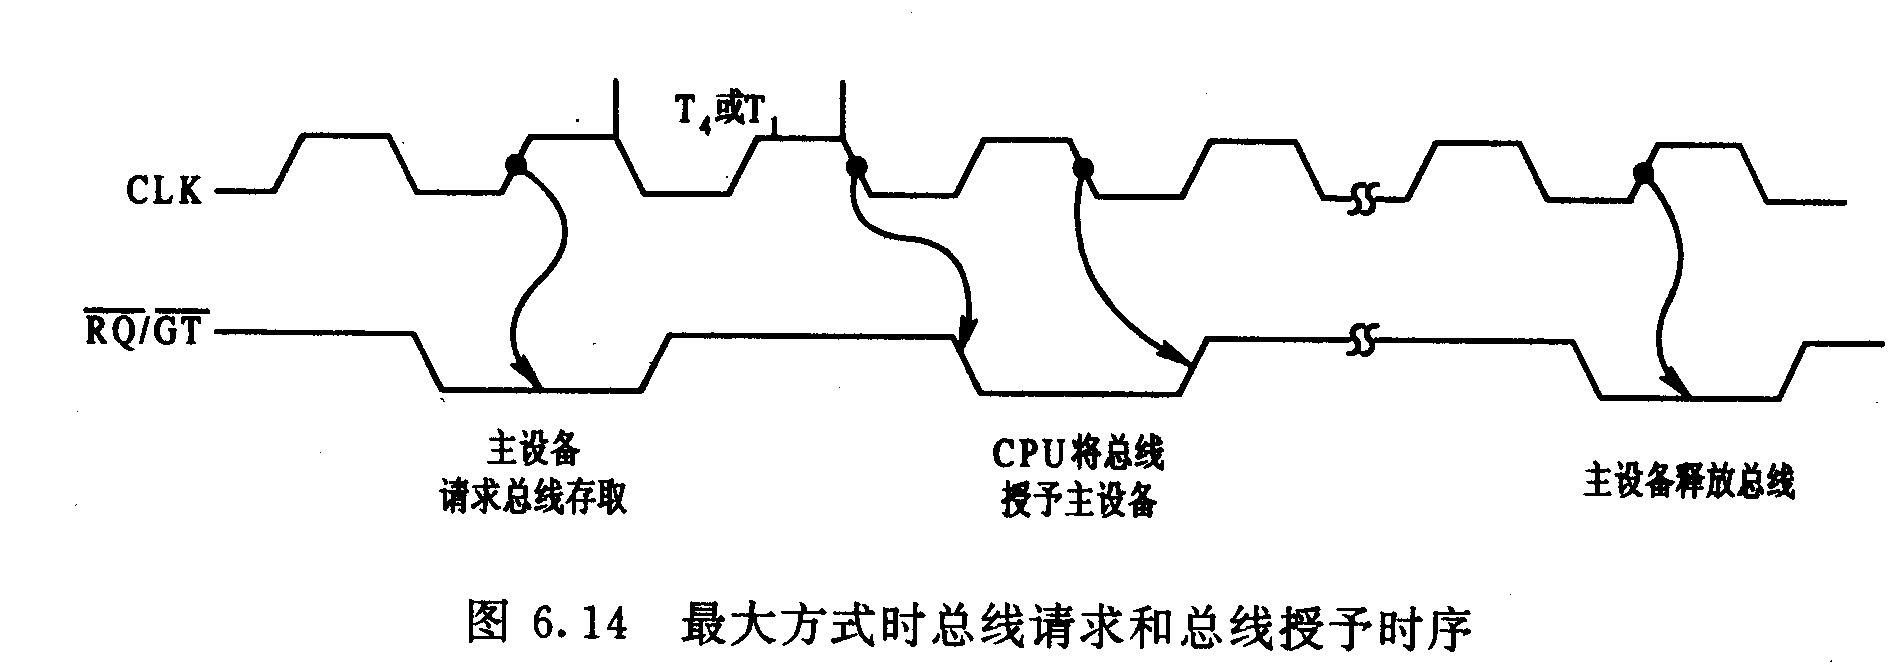 T₄或T₁
CLK
R̅Q̅/G̅T̅
主设备
请求总线存取
CPU将总线
授予主设备
主设备释放总线
图 6.14 最大方式时总线请求和总线授予时序